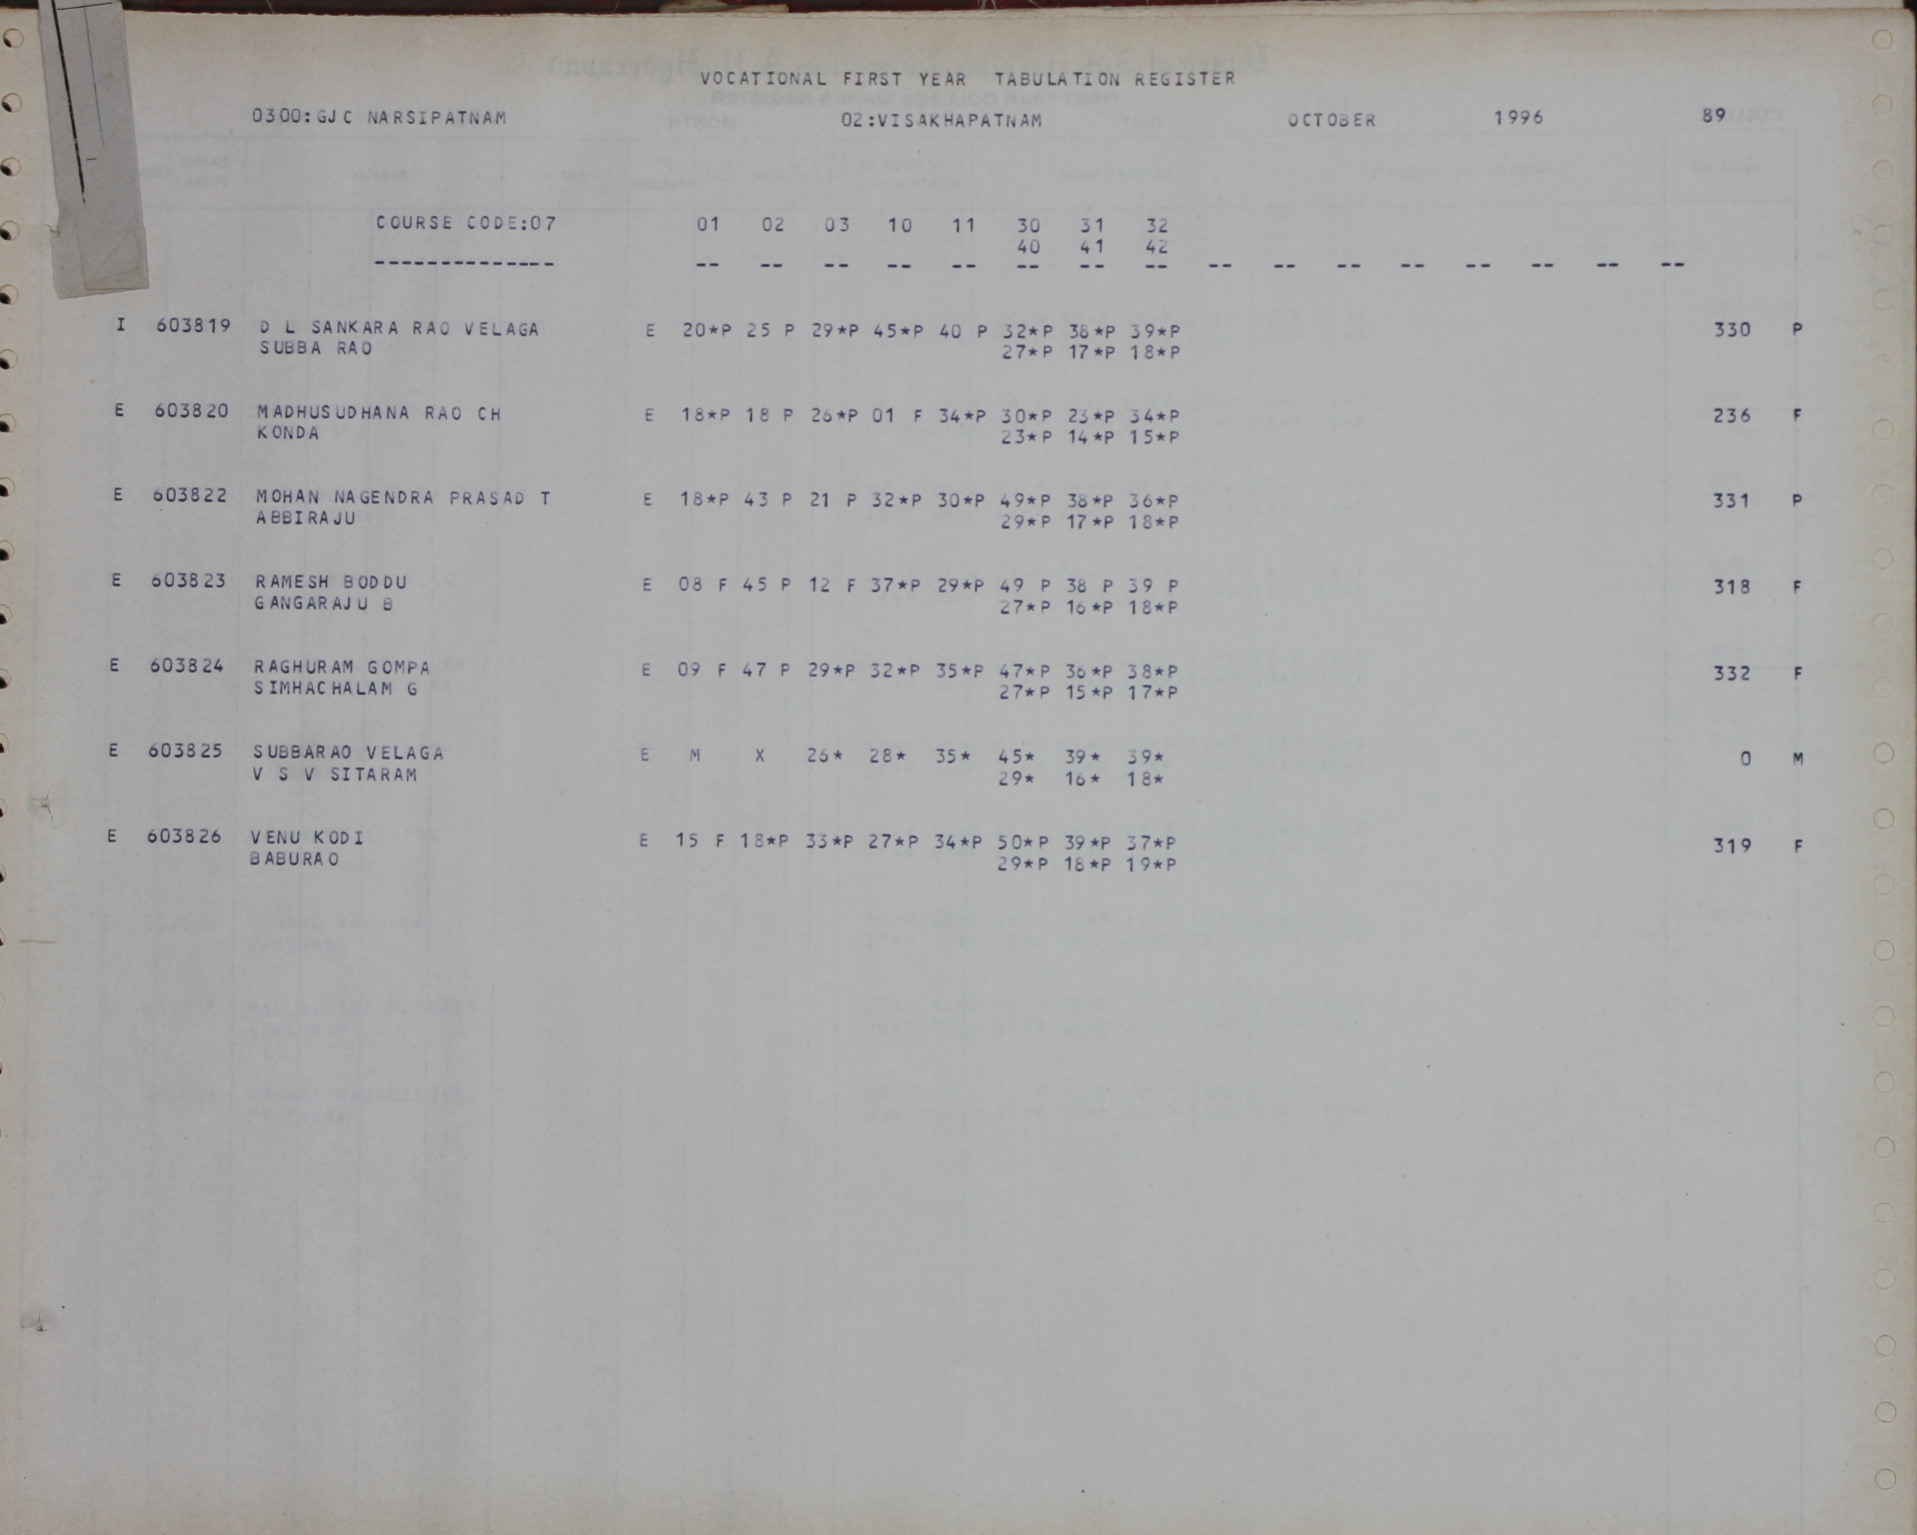 VOCATIONAL FIRST YEAR TABULATION REGISTER
0300:GJC NARSIPATNAM 02:VISAKHAPATNAM OCTOBER 1996 89
COURSE CODE:07 01 02 03 10 11 30 31 32
40 41 42
-------------- -- -- -- -- -- -- -- -- -- -- -- -- -- -- -- --
I 603819 D L SANKARA RAO VELAGA E 20*P 25 P 29*P 45*P 40 P 32*P 38*P 39*P 330 P
SUBBA RAO 27*P 17*P 18*P
E 603820 MADHUSUDHANA RAO CH E 18*P 18 P 26*P 01 F 34*P 30*P 23*P 34*P 236 F
KONDA 23*P 14*P 15*P
E 603822 MOHAN NAGENDRA PRASAD T E 18*P 43 P 21 P 32*P 30*P 49*P 38*P 36*P 331 P
ABBIRAJU 29*P 17*P 18*P
E 603823 RAMESH BODDU E 08 F 45 P 12 F 37*P 29*P 49 P 38 P 39 P 318 F
GANGARAJU B 27*P 16*P 18*P
E 603824 RAGHURAM GOMPA E 09 F 47 P 29*P 32*P 35*P 47*P 36*P 38*P 332 F
SIMHACHALAM G 27*P 15*P 17*P
E 603825 SUBBARAO VELAGA E M X 26* 28* 35* 45* 39* 39* 0 M
V S V SITARAM 29* 16* 18*
E 603826 VENU KODI E 15 F 18*P 33*P 27*P 34*P 50*P 39*P 37*P 319 F
BABURAO 29*P 18*P 19*P